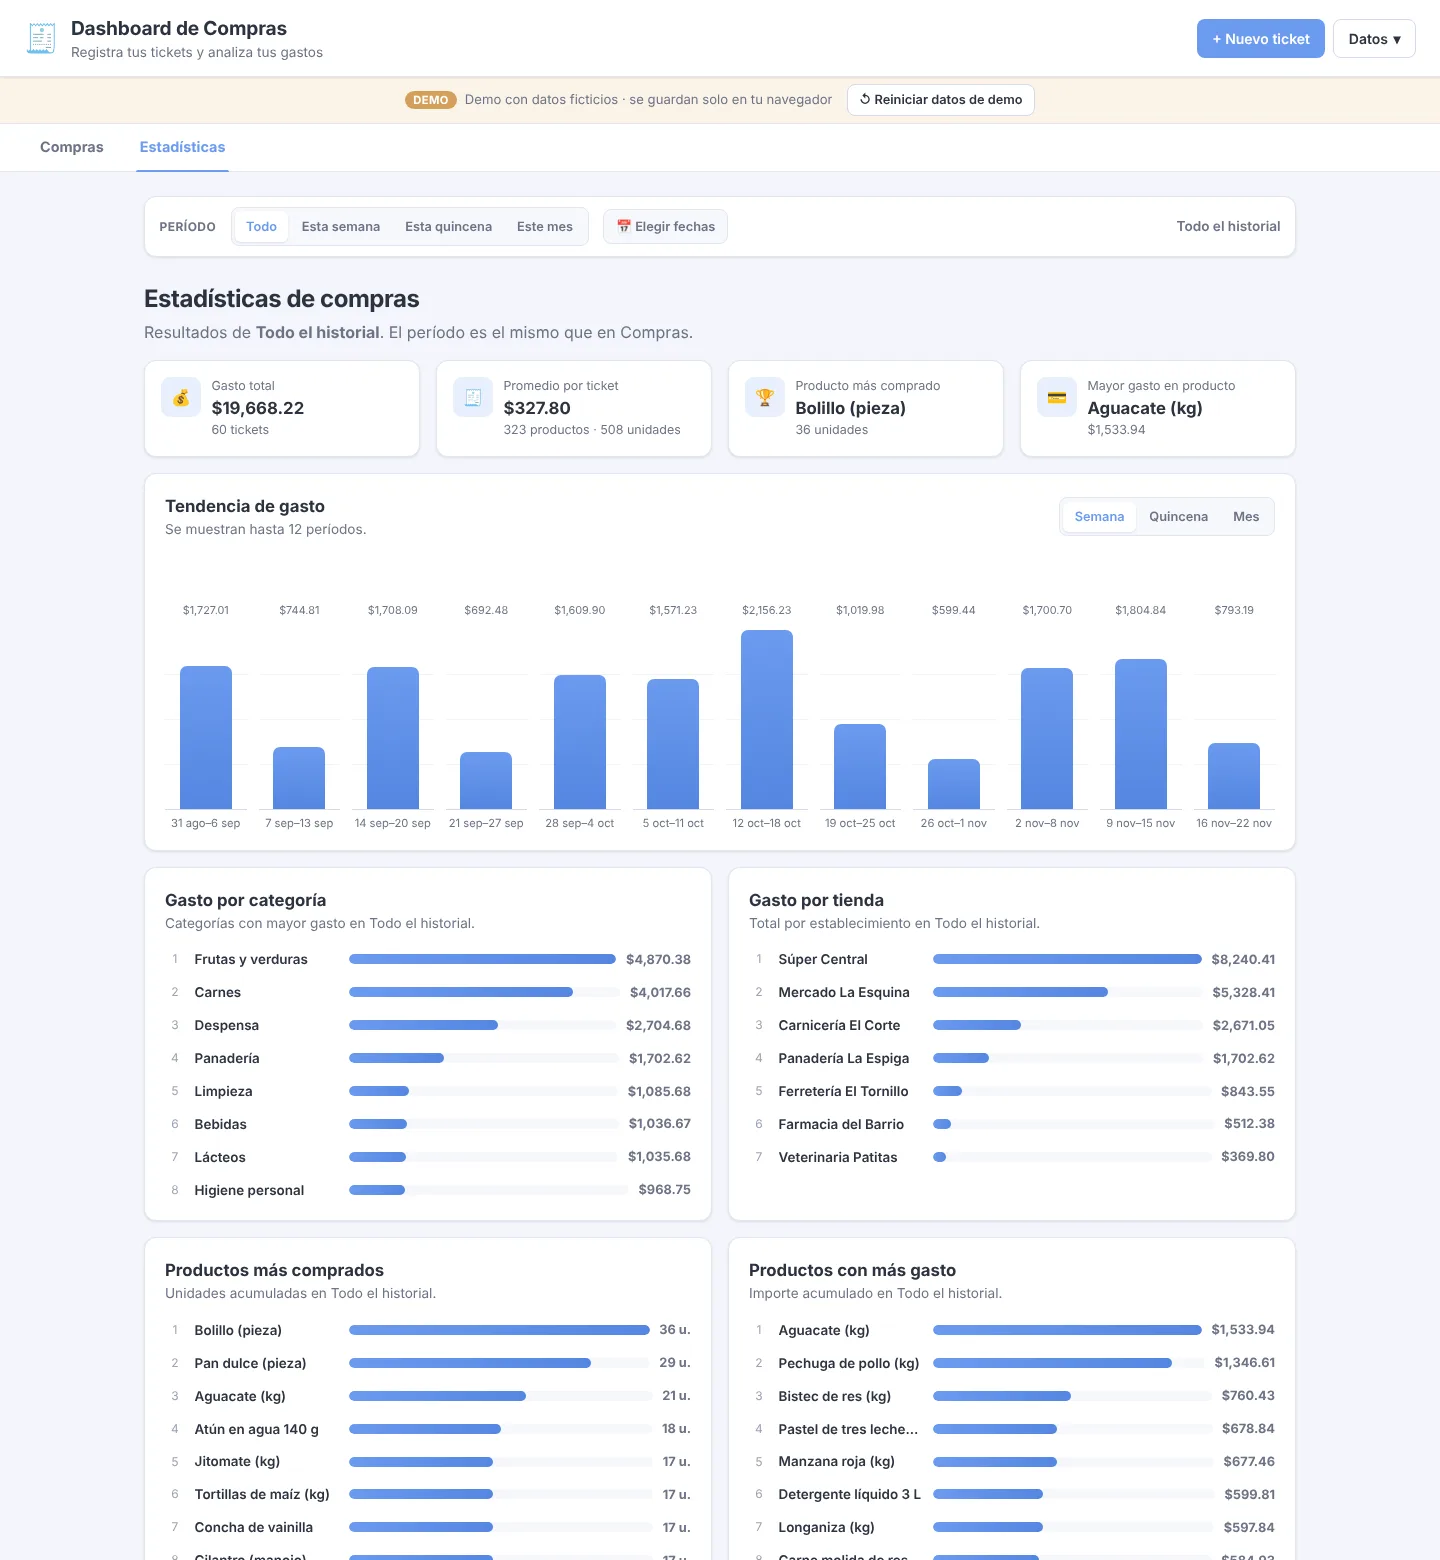 Dashboard de Compras
Registra tus tickets y analiza tus gastos
+ Nuevo ticket
Datos ▾
DEMO Demo con datos ficticios · se guardan solo en tu navegador
↺ Reiniciar datos de demo
Compras
Estadísticas
PERÍODO
Todo
Esta semana
Esta quincena
Este mes
📅 Elegir fechas
Todo el historial
Estadísticas de compras
Resultados de Todo el historial. El período es el mismo que en Compras.
Gasto total
$19,668.22
60 tickets
Promedio por ticket
$327.80
323 productos · 508 unidades
Producto más comprado
Bolillo (pieza)
36 unidades
Mayor gasto en producto
Aguacate (kg)
$1,533.94
Tendencia de gasto
Se muestran hasta 12 períodos.
Semana
Quincena
Mes
$1,727.01 $744.81 $1,708.09 $692.48 $1,609.90 $1,571.23 $2,156.23 $1,019.98 $599.44 $1,700.70 $1,804.84 $793.19
31 ago–6 sep 7 sep–13 sep 14 sep–20 sep 21 sep–27 sep 28 sep–4 oct 5 oct–11 oct 12 oct–18 oct 19 oct–25 oct 26 oct–1 nov 2 nov–8 nov 9 nov–15 nov 16 nov–22 nov
Gasto por categoría
Categorías con mayor gasto en Todo el historial.
1 Frutas y verduras $4,870.38
2 Carnes $4,017.66
3 Despensa $2,704.68
4 Panadería $1,702.62
5 Limpieza $1,085.68
6 Bebidas $1,036.67
7 Lácteos $1,035.68
8 Higiene personal $968.75
Gasto por tienda
Total por establecimiento en Todo el historial.
1 Súper Central $8,240.41
2 Mercado La Esquina $5,328.41
3 Carnicería El Corte $2,671.05
4 Panadería La Espiga $1,702.62
5 Ferretería El Tornillo $843.55
6 Farmacia del Barrio $512.38
7 Veterinaria Patitas $369.80
Productos más comprados
Unidades acumuladas en Todo el historial.
1 Bolillo (pieza) 36 u.
2 Pan dulce (pieza) 29 u.
3 Aguacate (kg) 21 u.
4 Atún en agua 140 g 18 u.
5 Jitomate (kg) 17 u.
6 Tortillas de maíz (kg) 17 u.
7 Concha de vainilla 17 u.
8 Cilantro (manojo) 17 u.
Productos con más gasto
Importe acumulado en Todo el historial.
1 Aguacate (kg) $1,533.94
2 Pechuga de pollo (kg) $1,346.61
3 Bistec de res (kg) $760.43
4 Pastel de tres leche... $678.84
5 Manzana roja (kg) $677.46
6 Detergente líquido 3 L $599.81
7 Longaniza (kg) $597.84
Carne molida de res